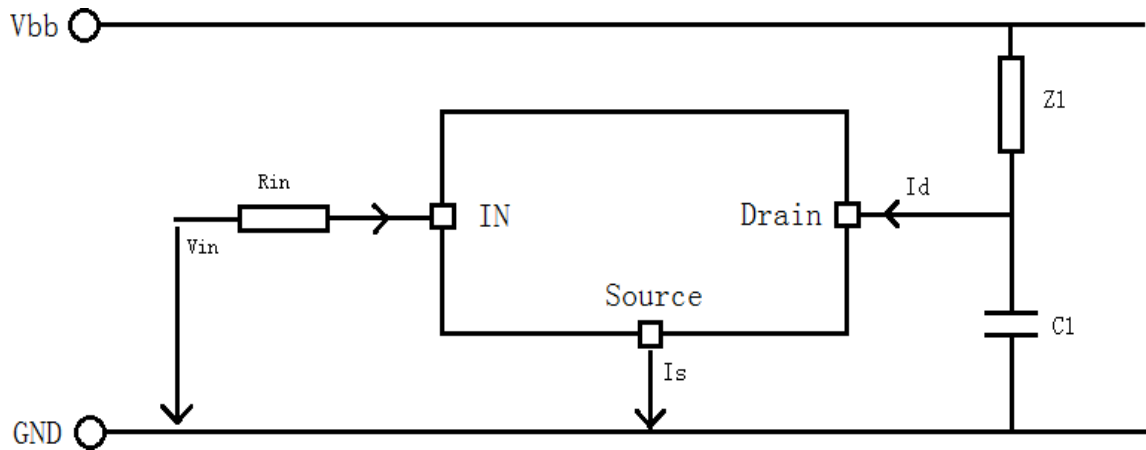 Vbb
Z1
Rin
Id
IN
Drain
Vin
Source
C1
Is
GND